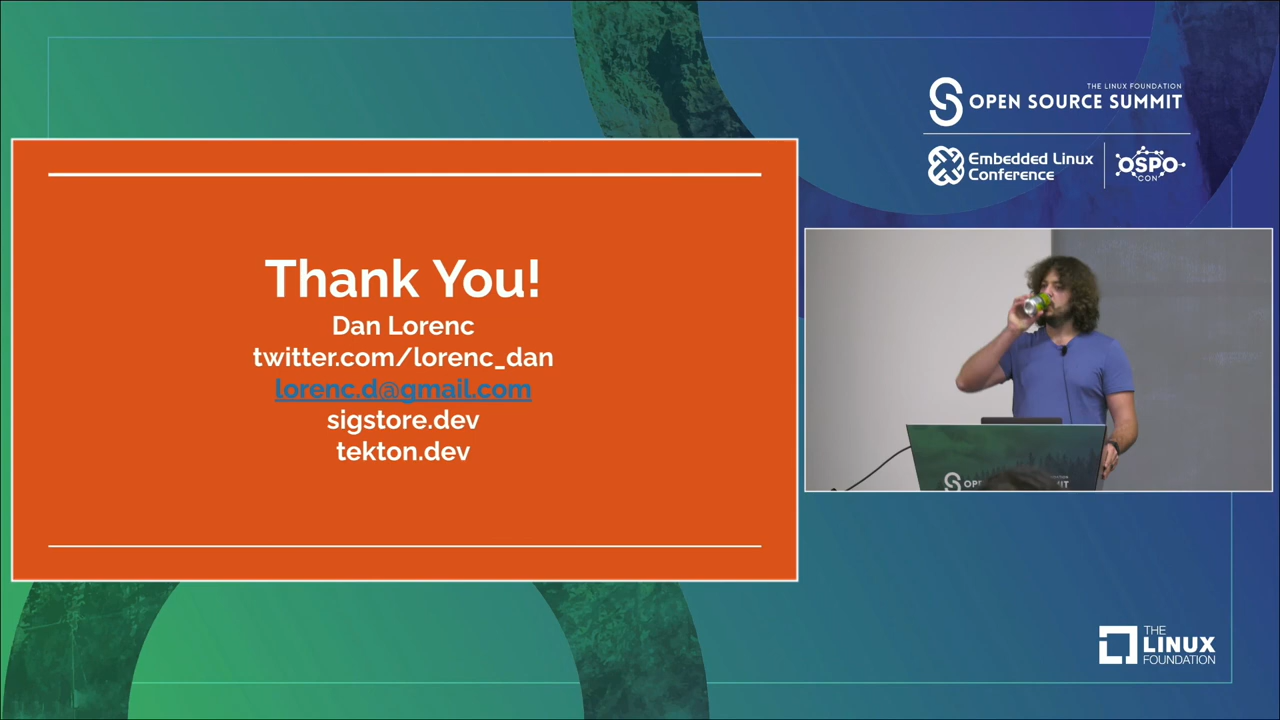 THE LINUX FOUNDATION
OPEN SOURCE SUMMIT
Embedded Linux
Conference
OSPO
CON
Thank You!
Dan Lorenc
twitter.com/lorenc_dan
lorenc.d@gmail.com
sigstore.dev
tekton.dev
THE
LINUX
FOUNDATION